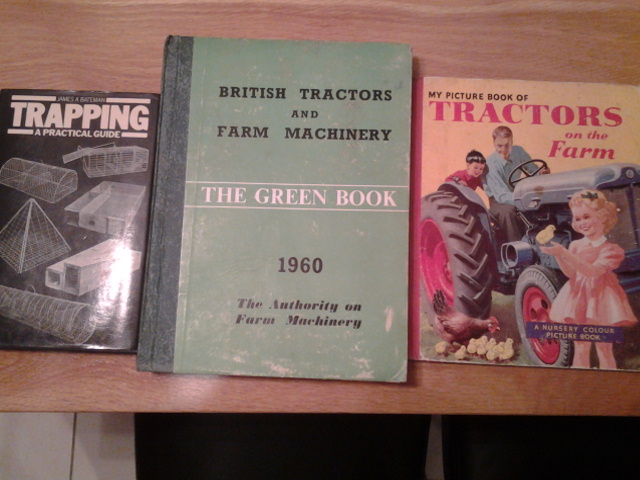 JAMES A BATEMAN
TRAPPING
A PRACTICAL GUIDE
BRITISH TRACTORS
AND
FARM MACHINERY
THE GREEN BOOK
1960
The Authority on
Farm Machinery
MY PICTURE BOOK OF
TRACTORS
on the
Farm
A NURSERY COLOUR
PICTURE BOOK